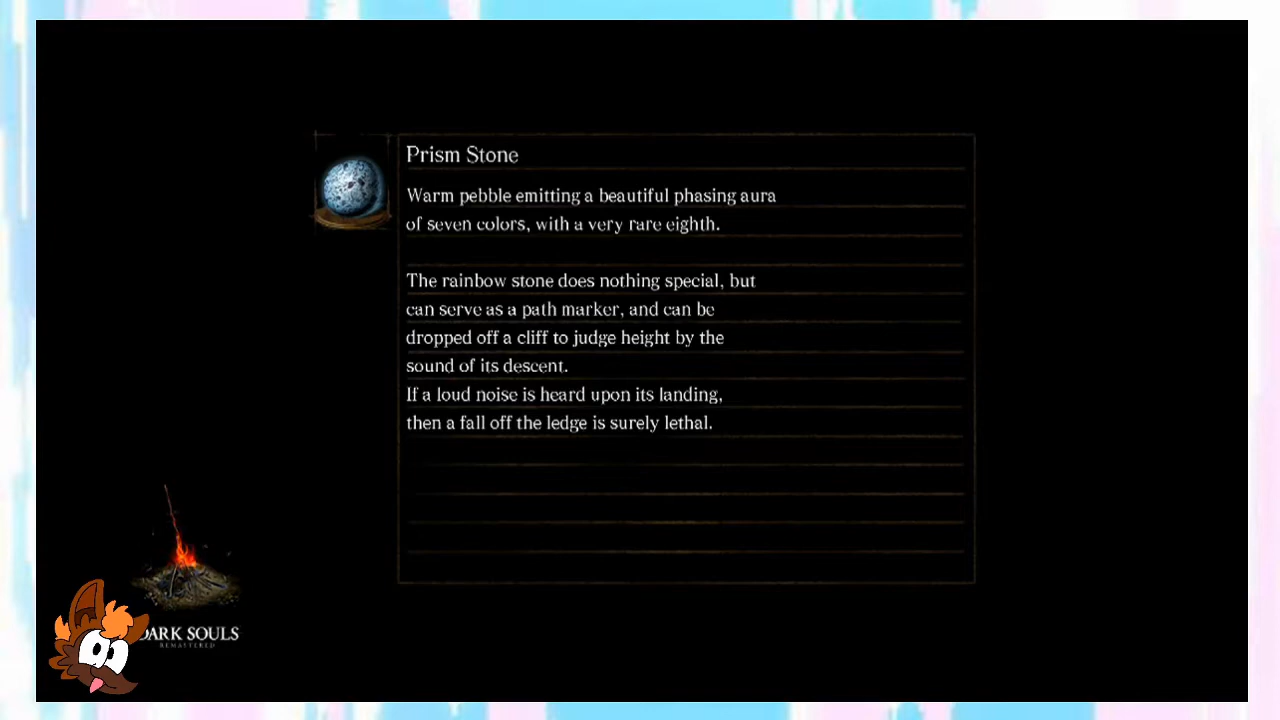 Prism Stone
Warm pebble emitting a beautiful phasing aura
of seven colors, with a very rare eighth.
The rainbow stone does nothing special, but
can serve as a path marker, and can be
dropped off a cliff to judge height by the
sound of its descent.
If a loud noise is heard upon its landing,
then a fall off the ledge is surely lethal.
DARK SOULS
REMASTERED